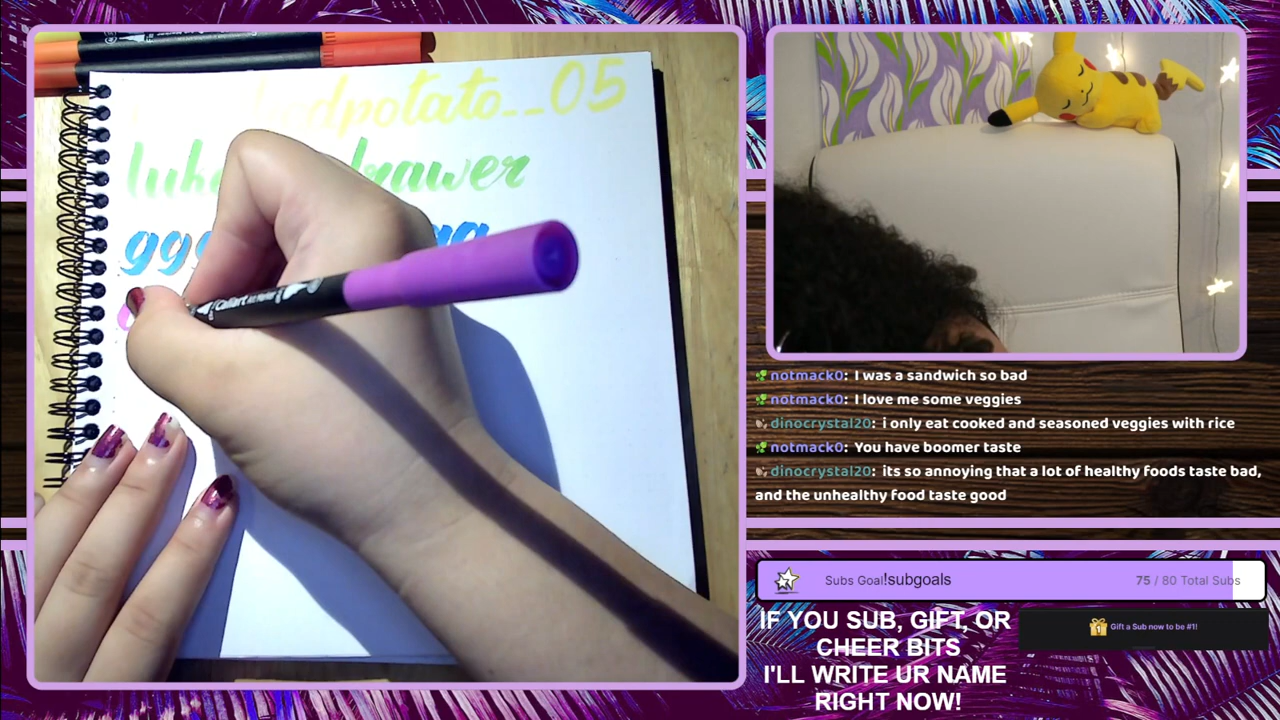 potato__05
notmack0: I was a sandwich so bad
notmack0: I love me some veggies
dinocrystal20: i only eat cooked and seasoned veggies with rice
notmack0: You have boomer taste
dinocrystal20: its so annoying that a lot of healthy foods taste bad,
and the unhealthy food taste good
Subs Goal !subgoals 75 / 80 Total Subs
IF YOU SUB, GIFT, OR
CHEER BITS
I'LL WRITE UR NAME
RIGHT NOW!
1 Gift a Sub now to be #1!